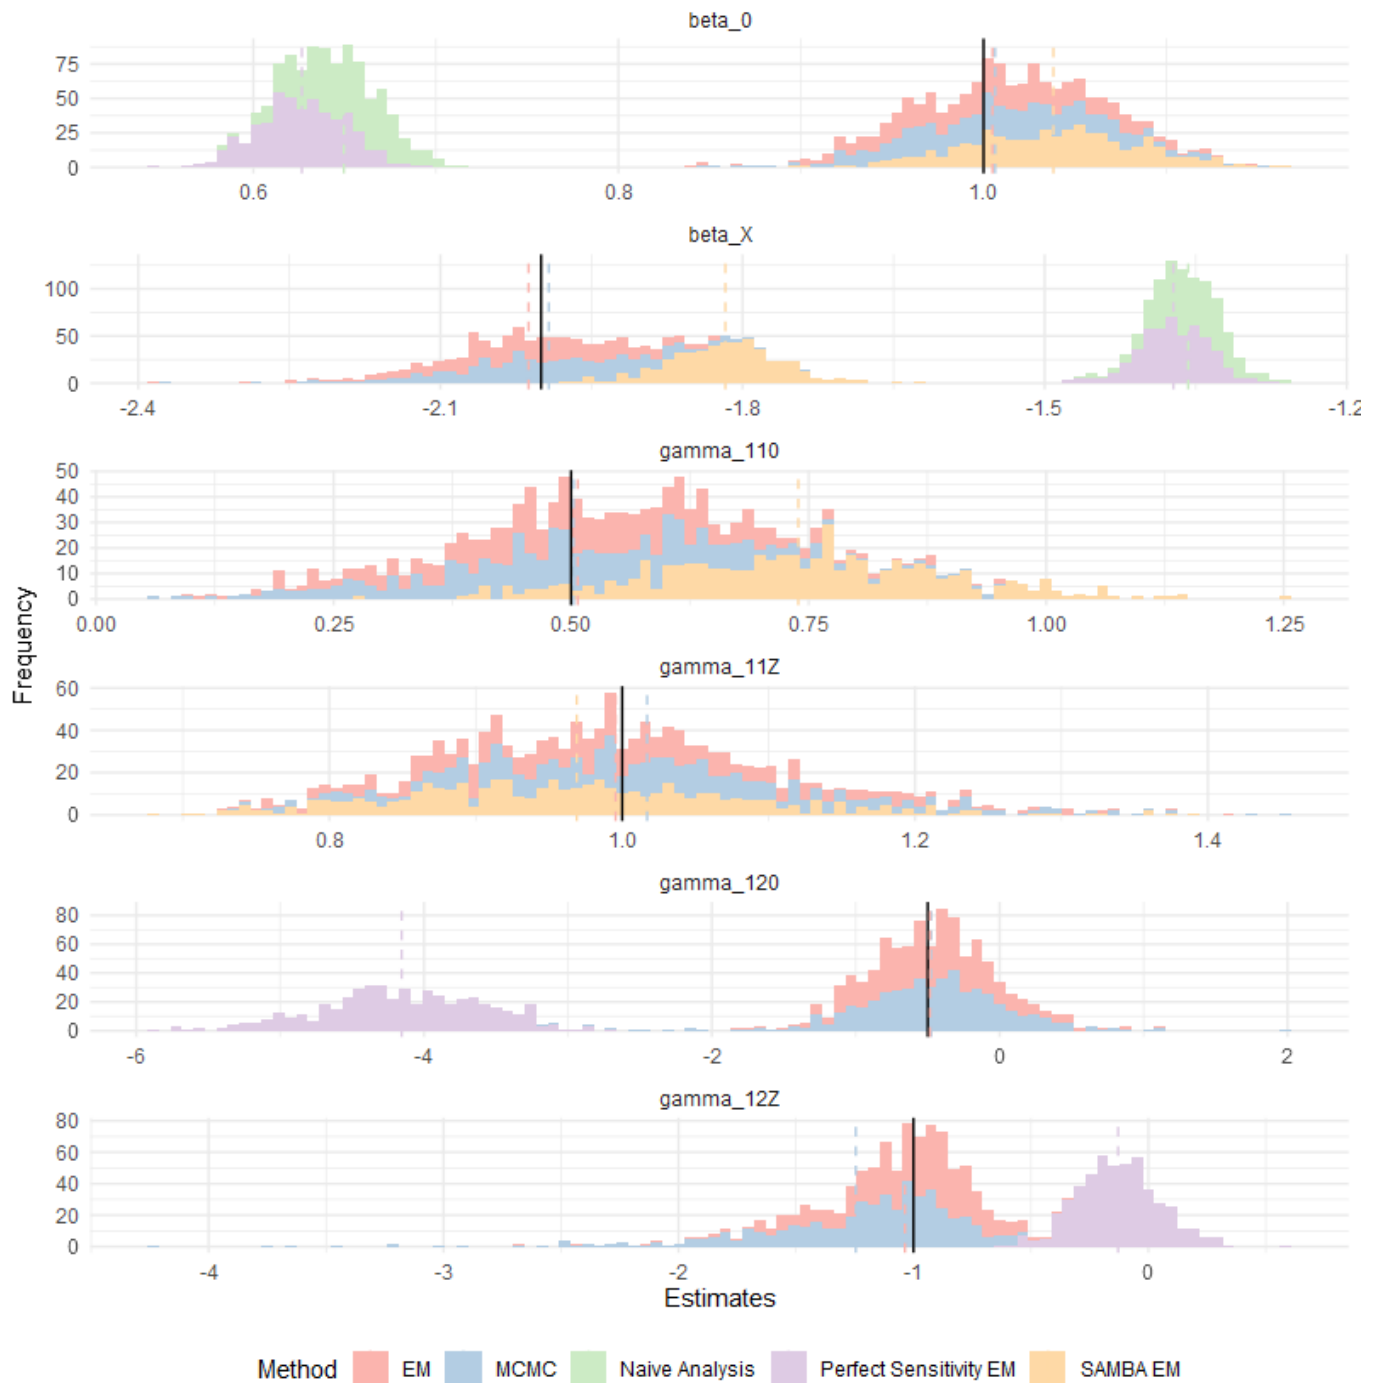 beta_0
75
50
25
0
0.6 0.8 1.0
beta_X
100
50
0
-2.4 -2.1 -1.8 -1.5 -1.2
gamma_110
50
40
30
20
10
0
0.00 0.25 0.50 0.75 1.00 1.25
gamma_11Z
60
40
20
0
0.8 1.0 1.2 1.4
gamma_120
80
60
40
20
0
-6 -4 -2 0 2
gamma_12Z
80
60
40
20
0
-4 -3 -2 -1 0
Frequency
Estimates
Method EM MCMC Naive Analysis Perfect Sensitivity EM SAMBA EM